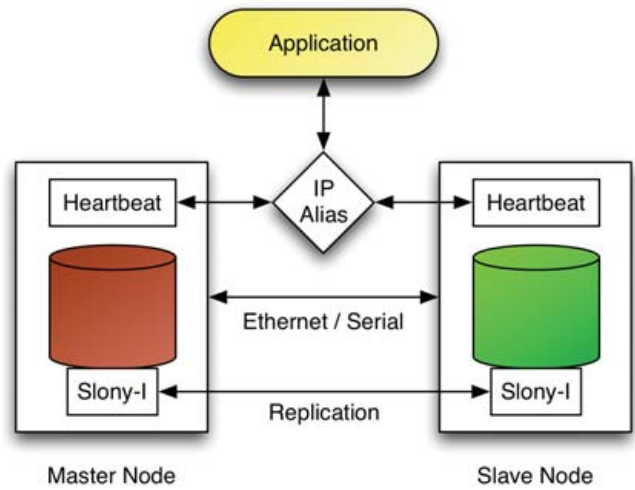 Application
IP
Alias
Heartbeat
Heartbeat
Ethernet / Serial
Slony-I
Slony-I
Replication
Master Node
Slave Node